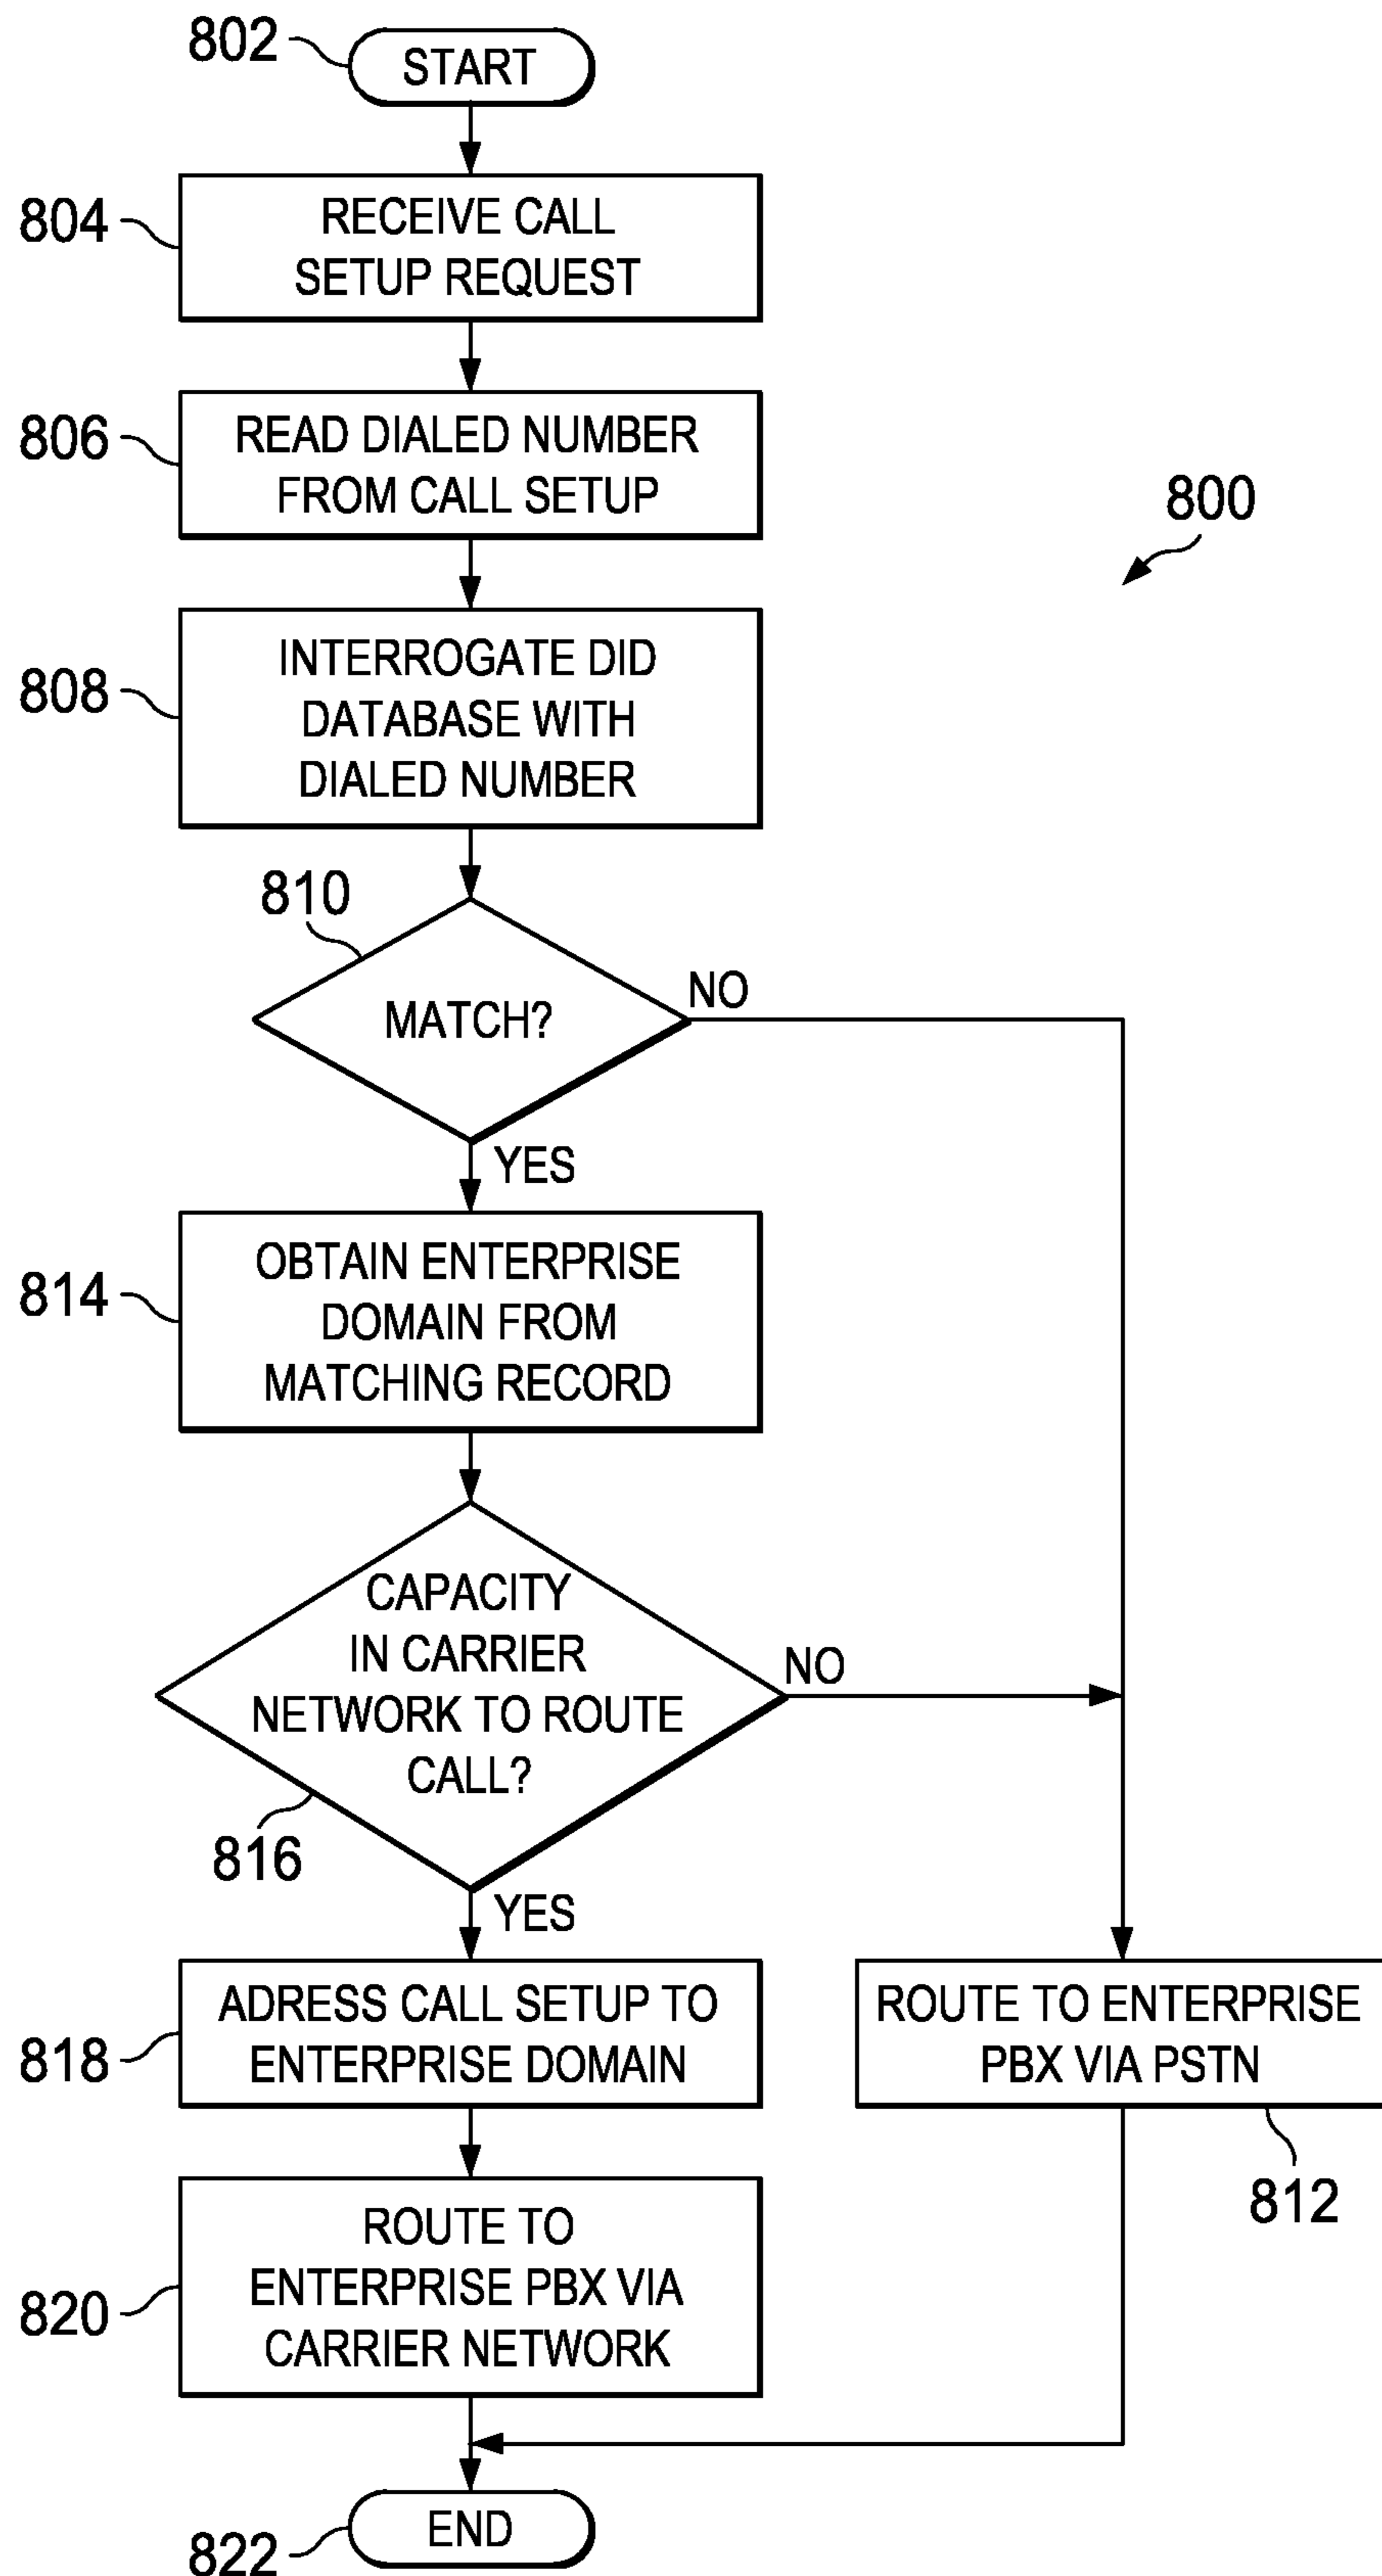 802
START
804
RECEIVE CALL
SETUP REQUEST
806
READ DIALED NUMBER
FROM CALL SETUP
800
808
INTERROGATE DID
DATABASE WITH
DIALED NUMBER
810
MATCH?
NO
YES
814
OBTAIN ENTERPRISE
DOMAIN FROM
MATCHING RECORD
CAPACITY
IN CARRIER
NETWORK TO ROUTE
CALL?
NO
816
YES
818
ADRESS CALL SETUP TO
ENTERPRISE DOMAIN
ROUTE TO ENTERPRISE
PBX VIA PSTN
812
820
ROUTE TO
ENTERPRISE PBX VIA
CARRIER NETWORK
822
END